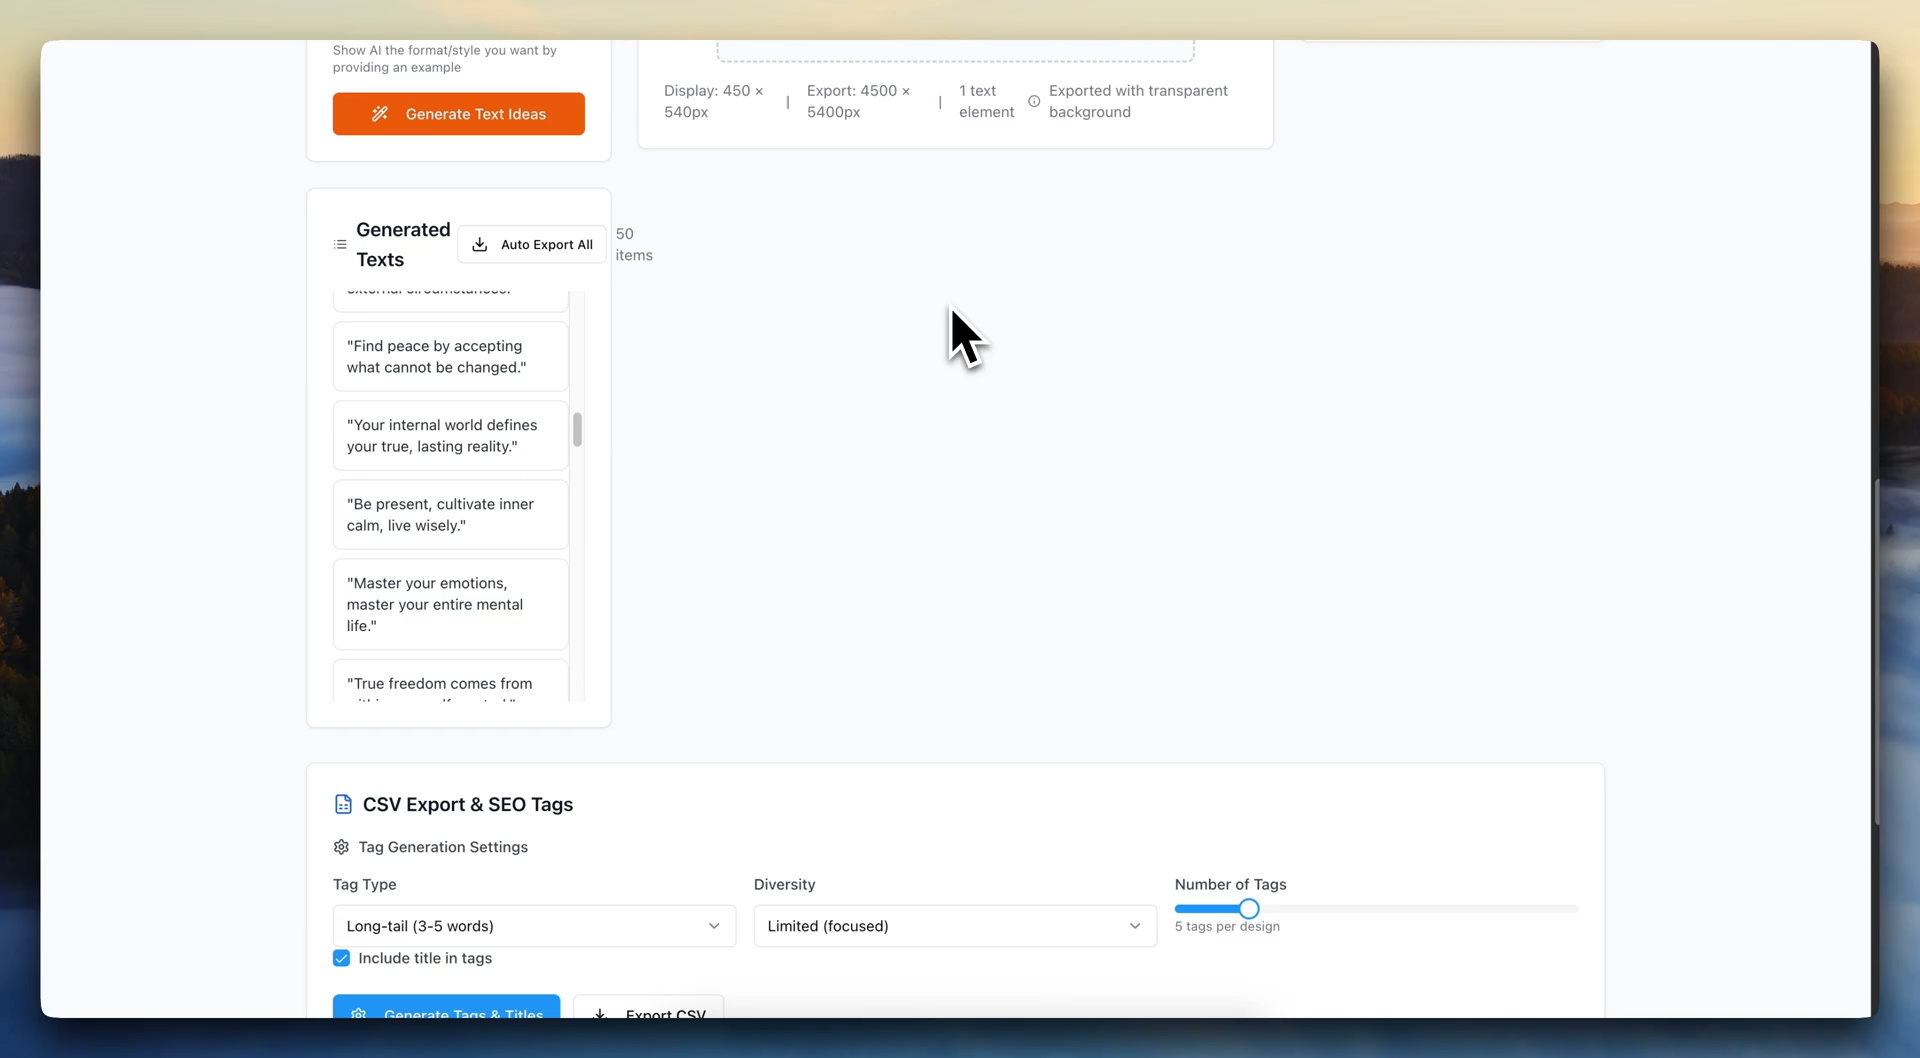 Show AI the format/style you want by
providing an example
Generate Text Ideas
Display: 450 ×
540px
|
Export: 4500 ×
5400px
|
1 text
element
Exported with transparent
background
Generated
Texts
Auto Export All
50
items
"Find peace by accepting
what cannot be changed."
"Your internal world defines
your true, lasting reality."
"Be present, cultivate inner
calm, live wisely."
"Master your emotions,
master your entire mental
life."
"True freedom comes from
CSV Export & SEO Tags
Tag Generation Settings
Tag Type
Diversity
Number of Tags
Long-tail (3-5 words)
Limited (focused)
5 tags per design
Include title in tags
Generate Tags & Titles
Export CSV